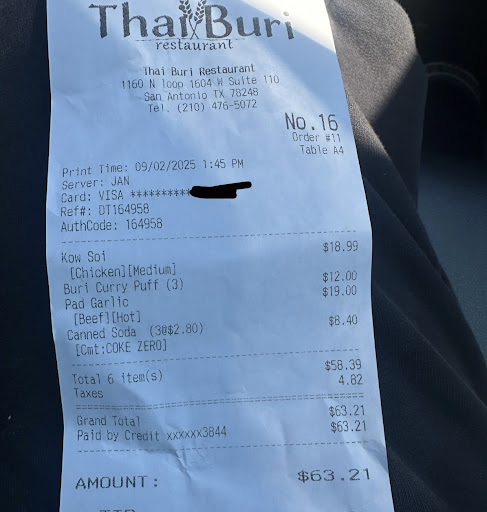 Thai Buri
restaurant
Thai Buri Restaurant
1160 N loop 1604 W Suite 110
San Antonio TX 78248
Tel. (210) 476-5072
No.16
Order #11
Table A4
Print Time: 09/02/2025 1:45 PM
Server: JAN
Card: VISA **********
Ref#: DT164958
AuthCode: 164958
Kow Soi $18.99
[Chicken][Medium]
Buri Curry Puff (3) $12.00
Pad Garlic $19.00
[Beef][Hot]
Canned Soda (3@$2.80) $8.40
[Cmt:COKE ZERO]
Total 6 item(s) $58.39
Taxes 4.82
Grand Total $63.21
Paid by Credit xxxxxx3844 $63.21
AMOUNT: $63.21
TIP